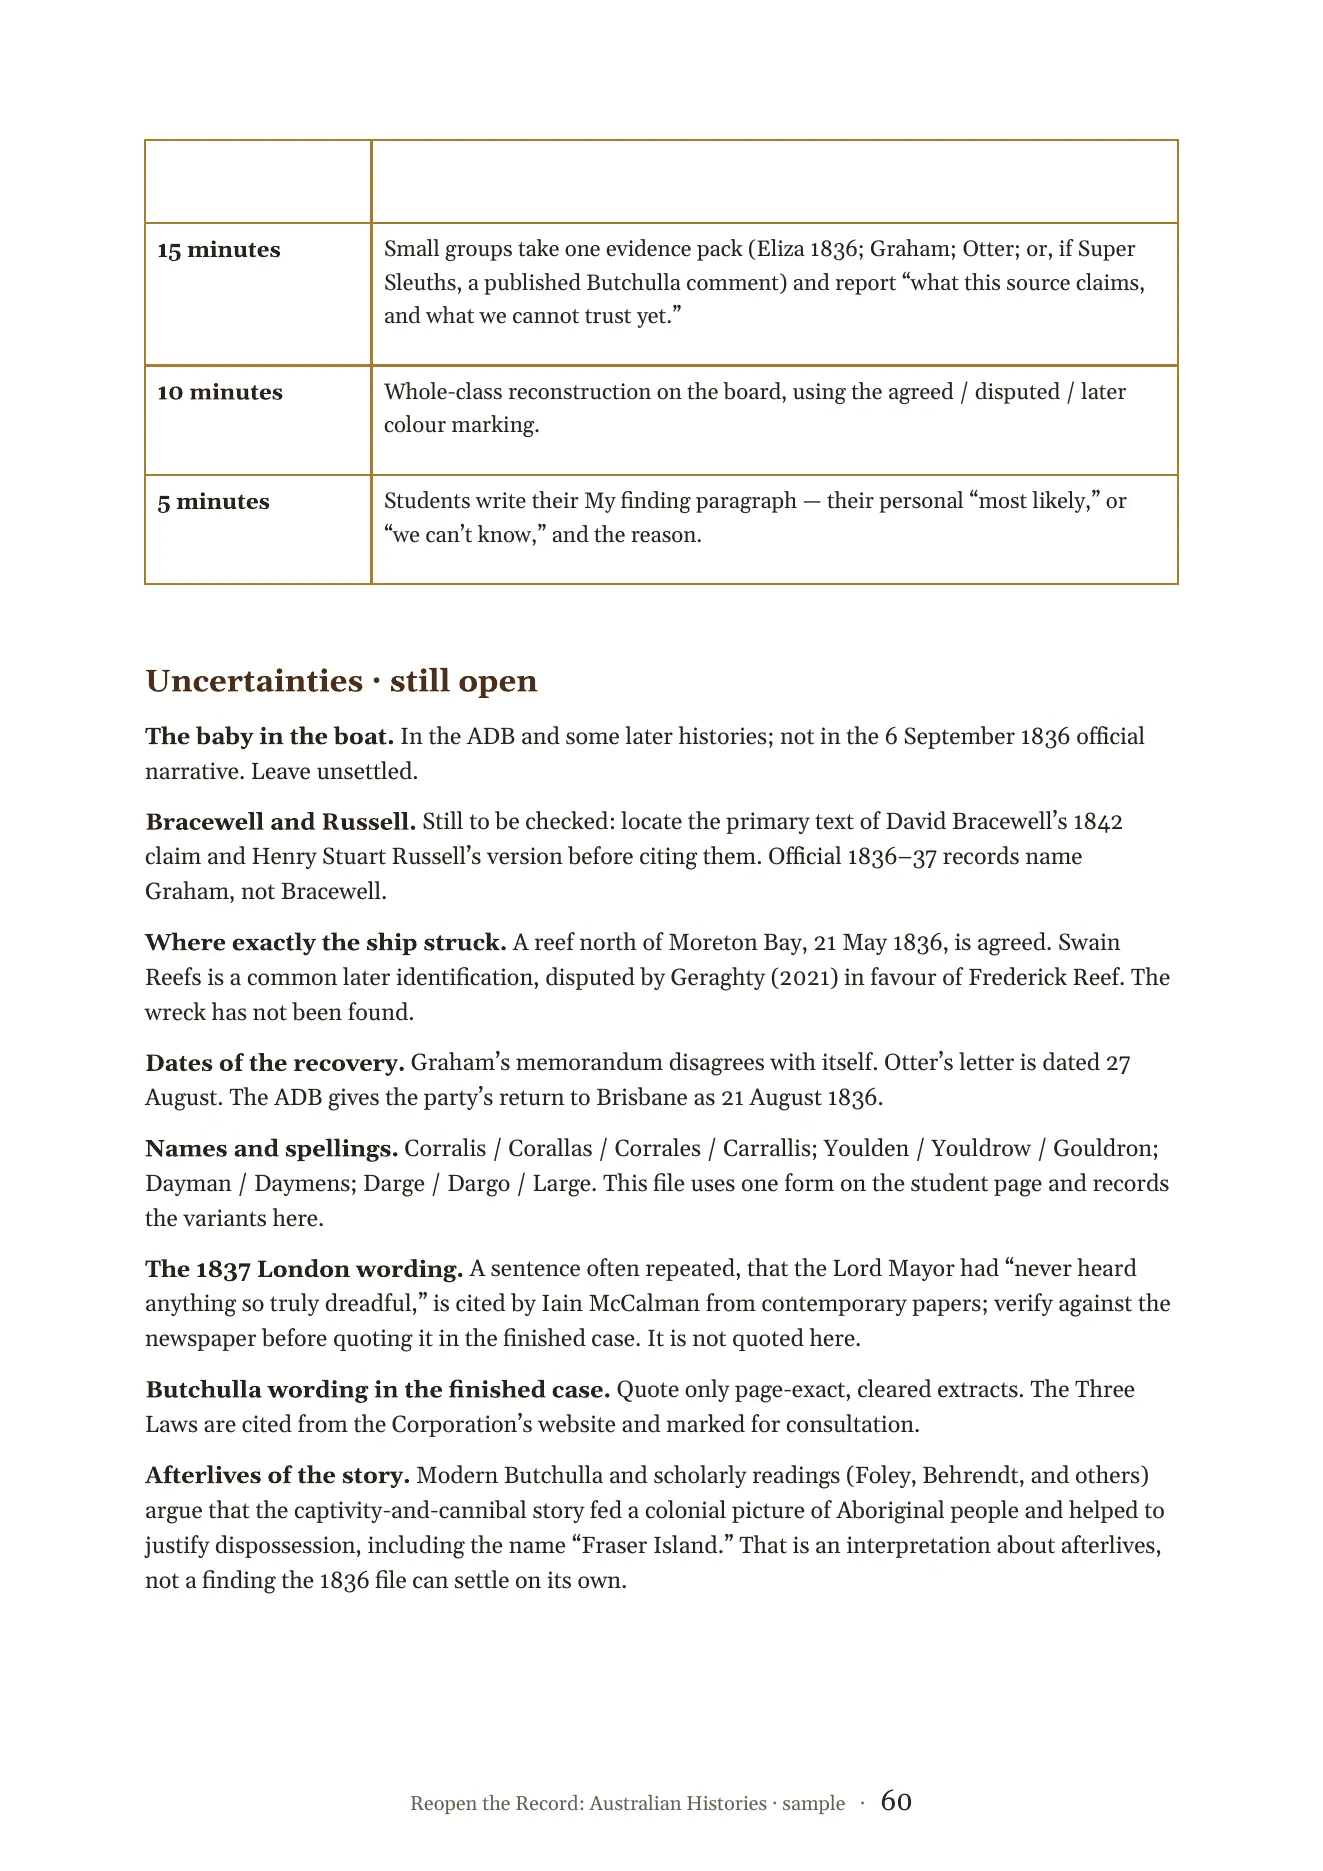 15 minutes
Small groups take one evidence pack (Eliza 1836; Graham; Otter; or, if Super
Sleuths, a published Butchulla comment) and report “what this source claims,
and what we cannot trust yet.”
10 minutes
Whole-class reconstruction on the board, using the agreed / disputed / later
colour marking.
5 minutes
Students write their My finding paragraph — their personal “most likely,” or
“we can’t know,” and the reason.
Uncertainties · still open
The baby in the boat. In the ADB and some later histories; not in the 6 September 1836 official
narrative. Leave unsettled.
Bracewell and Russell. Still to be checked: locate the primary text of David Bracewell’s 1842
claim and Henry Stuart Russell’s version before citing them. Official 1836–37 records name
Graham, not Bracewell.
Where exactly the ship struck. A reef north of Moreton Bay, 21 May 1836, is agreed. Swain
Reefs is a common later identification, disputed by Geraghty (2021) in favour of Frederick Reef. The
wreck has not been found.
Dates of the recovery. Graham’s memorandum disagrees with itself. Otter’s letter is dated 27
August. The ADB gives the party’s return to Brisbane as 21 August 1836.
Names and spellings. Corralis / Corallas / Corrales / Carrallis; Youlden / Youldrow / Gouldron;
Dayman / Daymens; Darge / Dargo / Large. This file uses one form on the student page and records
the variants here.
The 1837 London wording. A sentence often repeated, that the Lord Mayor had “never heard
anything so truly dreadful,” is cited by Iain McCalman from contemporary papers; verify against the
newspaper before quoting it in the finished case. It is not quoted here.
Butchulla wording in the finished case. Quote only page-exact, cleared extracts. The Three
Laws are cited from the Corporation’s website and marked for consultation.
Afterlives of the story. Modern Butchulla and scholarly readings (Foley, Behrendt, and others)
argue that the captivity-and-cannibal story fed a colonial picture of Aboriginal people and helped to
justify dispossession, including the name “Fraser Island.” That is an interpretation about afterlives,
not a finding the 1836 file can settle on its own.
Reopen the Record: Australian Histories · sample · 60